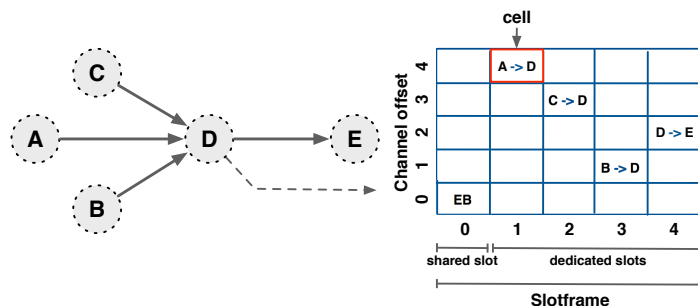 C
A
D
E
B
cell
Channel offset
4
A -> D
3
C -> D
2
D -> E
1
B -> D
0
EB
0 1 2 3 4
shared slot
dedicated slots
Slotframe